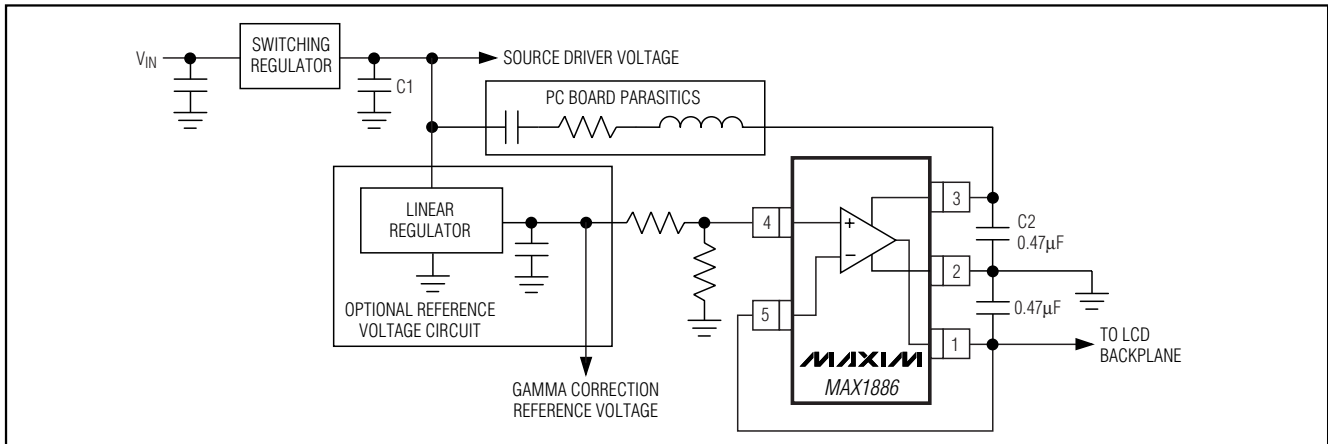 V_IN
SWITCHING
REGULATOR
C1
SOURCE DRIVER VOLTAGE
PC BOARD PARASITICS
LINEAR
REGULATOR
OPTIONAL REFERENCE
VOLTAGE CIRCUIT
GAMMA CORRECTION
REFERENCE VOLTAGE
4
+
−
5
3
C2
0.47µF
2
0.47µF
1
TO LCD
BACKPLANE
MAXIM
MAX1886